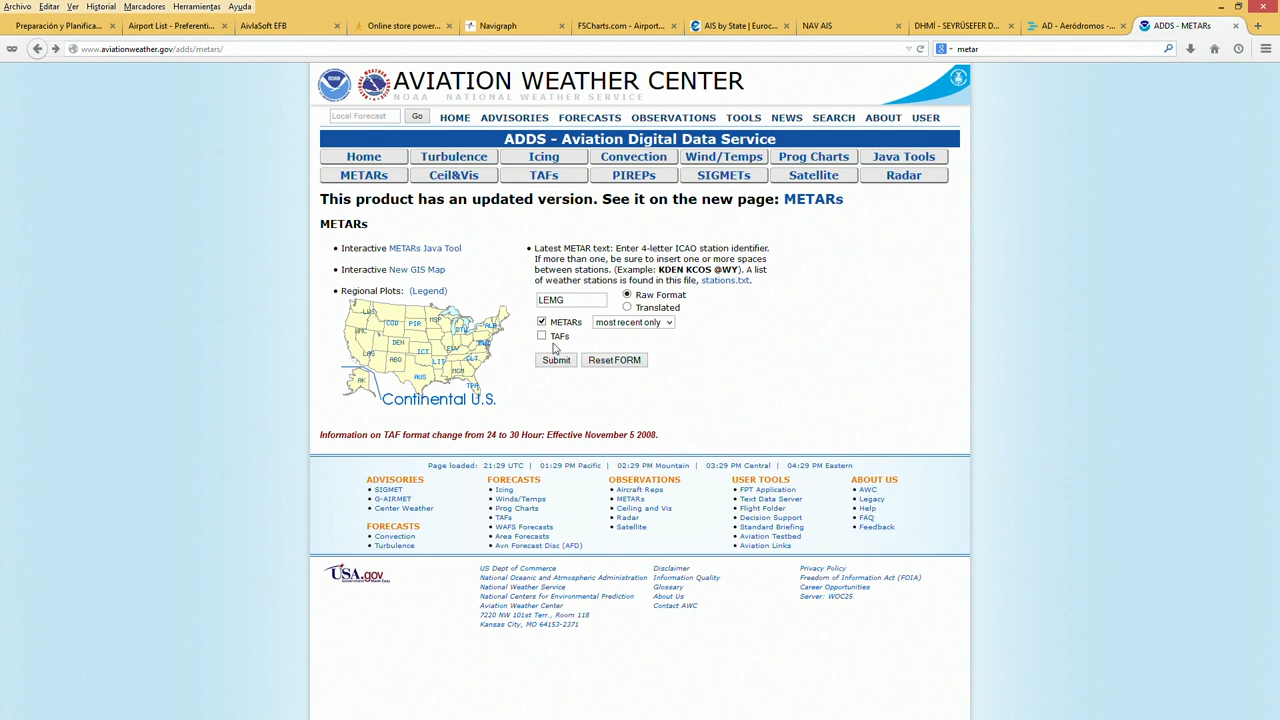 Archivo Editar Ver Historial Marcadores Herramientas Ayuda
Preparación y Planifica... Airport List - Preferenti... AivlaSoft EFB Online store power... Navigraph FSCharts.com - Airport... AIS by State | Euroc... NAV AIS DHMİ - SEYRÜSEFER D... AD - Aeródromos -... ADDS - METARs
www.aviationweather.gov/adds/metars/ metar
AVIATION WEATHER CENTER
NOAA NATIONAL WEATHER SERVICE
Local Forecast Go HOME ADVISORIES FORECASTS OBSERVATIONS TOOLS NEWS SEARCH ABOUT USER
ADDS - Aviation Digital Data Service
Home Turbulence Icing Convection Wind/Temps Prog Charts Java Tools
METARs Ceil&Vis TAFs PIREPs SIGMETs Satellite Radar
This product has an updated version. See it on the new page: METARs
METARs
Interactive METARs Java Tool
Interactive New GIS Map
Regional Plots: (Legend)
COD PIR MSP ALB
DEN
ICT
ABO LIT
AK AUS MGM
TPA
Continental U.S.
Latest METAR text: Enter 4-letter ICAO station identifier.
If more than one, be sure to insert one or more spaces
between stations. (Example: KDEN KCOS @WY). A list
of weather stations is found in this file, stations.txt.
LEMG Raw Format
Translated
METARs most recent only
TAFs
Submit Reset FORM
Information on TAF format change from 24 to 30 Hour: Effective November 5 2008.
Page loaded: 21:29 UTC | 01:29 PM Pacific | 02:29 PM Mountain | 03:29 PM Central | 04:29 PM Eastern
ADVISORIES
SIGMET
G-AIRMET
Center Weather
FORECASTS
Convection
Turbulence
FORECASTS
Icing
Winds/Temps
Prog Charts
TAFs
WAFS Forecasts
Area Forecasts
Avn Forecast Disc (AFD)
OBSERVATIONS
Aircraft Reps
METARs
Ceiling and Vis
Radar
Satellite
USER TOOLS
FPT Application
Text Data Server
Flight Folder
Decision Support
Standard Briefing
Aviation Testbed
Aviation Links
ABOUT US
AWC
Legacy
Help
FAQ
Feedback
USA.gov
Government Made Easy
US Dept of Commerce
National Oceanic and Atmospheric Administration
National Weather Service
National Centers for Environmental Prediction
Aviation Weather Center
7220 NW 101st Terr., Room 118
Kansas City, MO 64153-2371
Disclaimer
Information Quality
Glossary
About Us
Contact AWC
Privacy Policy
Freedom of Information Act (FOIA)
Career Opportunities
Server: WOC25